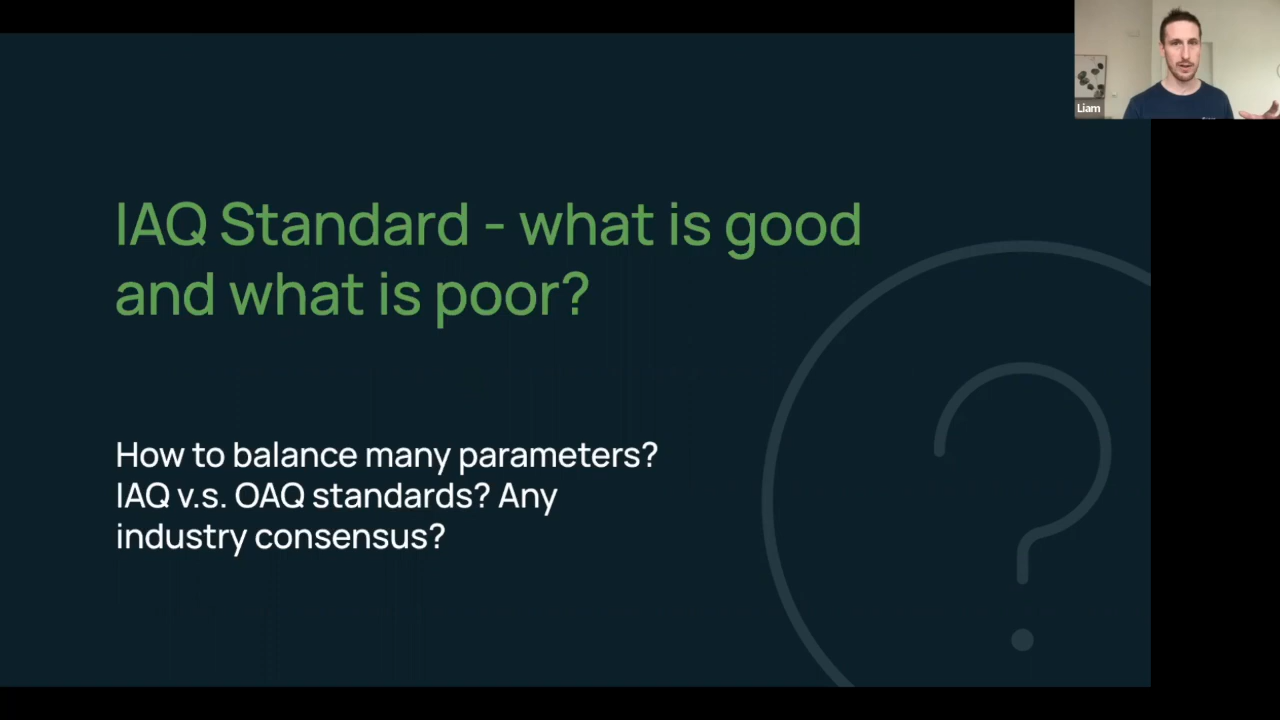 Liam
IAQ Standard - what is good
and what is poor?
How to balance many parameters?
IAQ v.s. OAQ standards? Any
industry consensus?